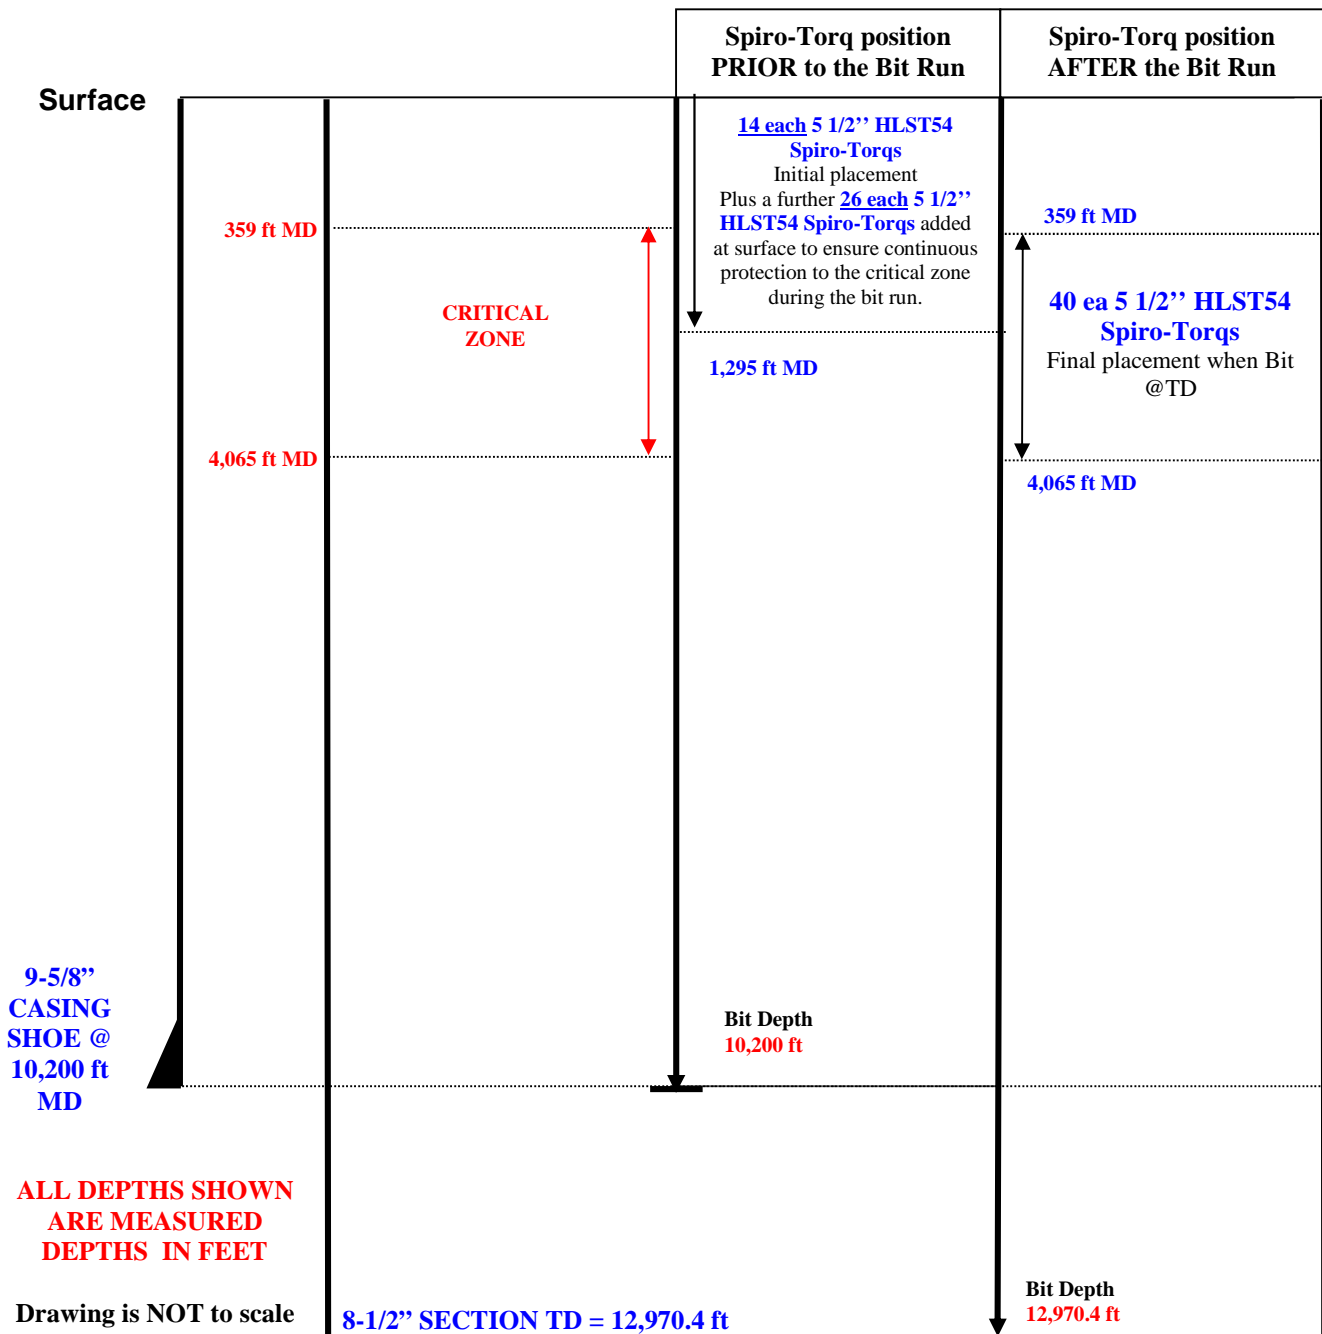 Spiro-Torq position
PRIOR to the Bit Run
Spiro-Torq position
AFTER the Bit Run
Surface
14 each 5 1/2’’ HLST54
Spiro-Torqs
Initial placement
Plus a further 26 each 5 1/2’’
HLST54 Spiro-Torqs added
at surface to ensure continuous
protection to the critical zone
during the bit run.
359 ft MD
359 ft MD
CRITICAL
ZONE
40 ea 5 1/2’’ HLST54
Spiro-Torqs
Final placement when Bit
@TD
1,295 ft MD
4,065 ft MD
4,065 ft MD
9-5/8”
CASING
SHOE @
10,200 ft
MD
Bit Depth
10,200 ft
ALL DEPTHS SHOWN
ARE MEASURED
DEPTHS IN FEET
Drawing is NOT to scale
8-1/2” SECTION TD = 12,970.4 ft
Bit Depth
12,970.4 ft